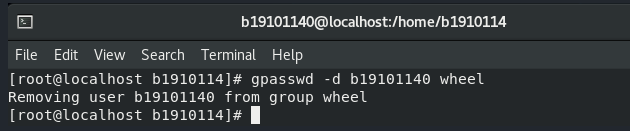 b19101140@localhost:/home/b1910114
File Edit View Search Terminal Help
[root@localhost b1910114]# gpasswd -d b19101140 wheel
Removing user b19101140 from group wheel
[root@localhost b1910114]#